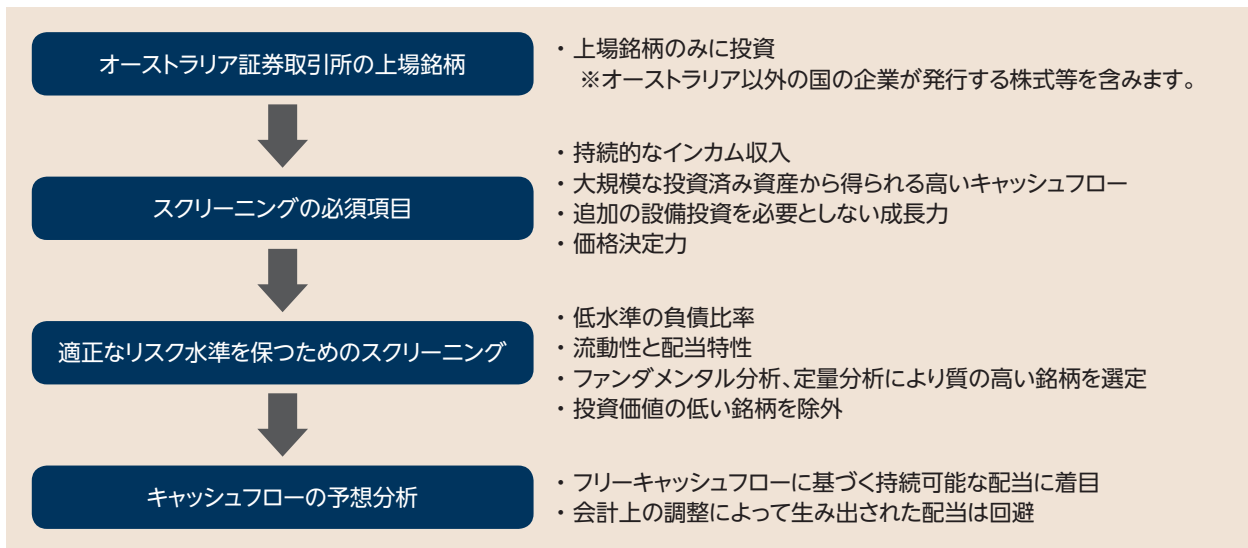 オーストラリア証券取引所の上場銘柄
・ 上場銘柄のみに投資
※オーストラリア以外の国の企業が発行する株式等を含みます。
スクリーニングの必須項目
・ 持続的なインカム収入
・ 大規模な投資済み資産から得られる高いキャッシュフロー
・ 追加の設備投資を必要としない成長力
・ 価格決定力
適正なリスク水準を保つためのスクリーニング
・ 低水準の負債比率
・ 流動性と配当特性
・ ファンダメンタル分析、定量分析により質の高い銘柄を選定
・ 投資価値の低い銘柄を除外
キャッシュフローの予想分析
・ フリーキャッシュフローに基づく持続可能な配当に着目
・ 会計上の調整によって生み出された配当は回避